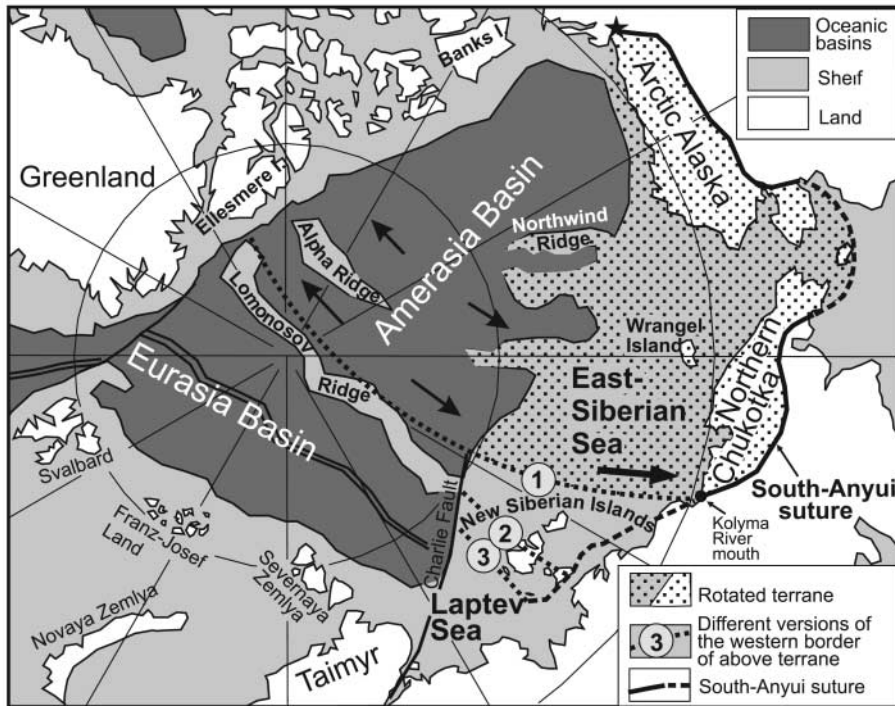 Oceanic
basins
Shelf
Land
Banks I.
Arctic Alaska
Greenland
Ellesmere I.
Amerasia Basin
Northwind
Ridge
Alpha Ridge
Lomonosov
Ridge
Wrangel
Island
Eurasia Basin
East-
Siberian
Sea
Northern
Chukotka
Svalbard
1
South-Anyui
suture
New Siberian Islands
Kolyma
River
mouth
Charlie Fault
2
3
Franz-Josef
Land
Severnaya
Zemlya
Laptev
Sea
Novaya Zemlya
Taimyr
Rotated terrane
3
Different versions of
the western border
of above terrane
South-Anyui suture